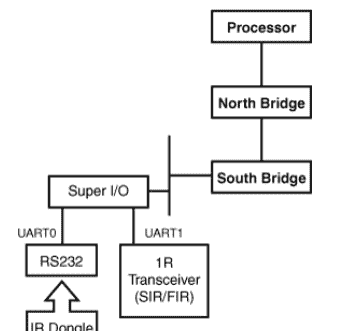 Processor
North Bridge
South Bridge
Super I/O
UART0
UART1
RS232
1R
Transceiver
(SIR/FIR)
IR Dongle